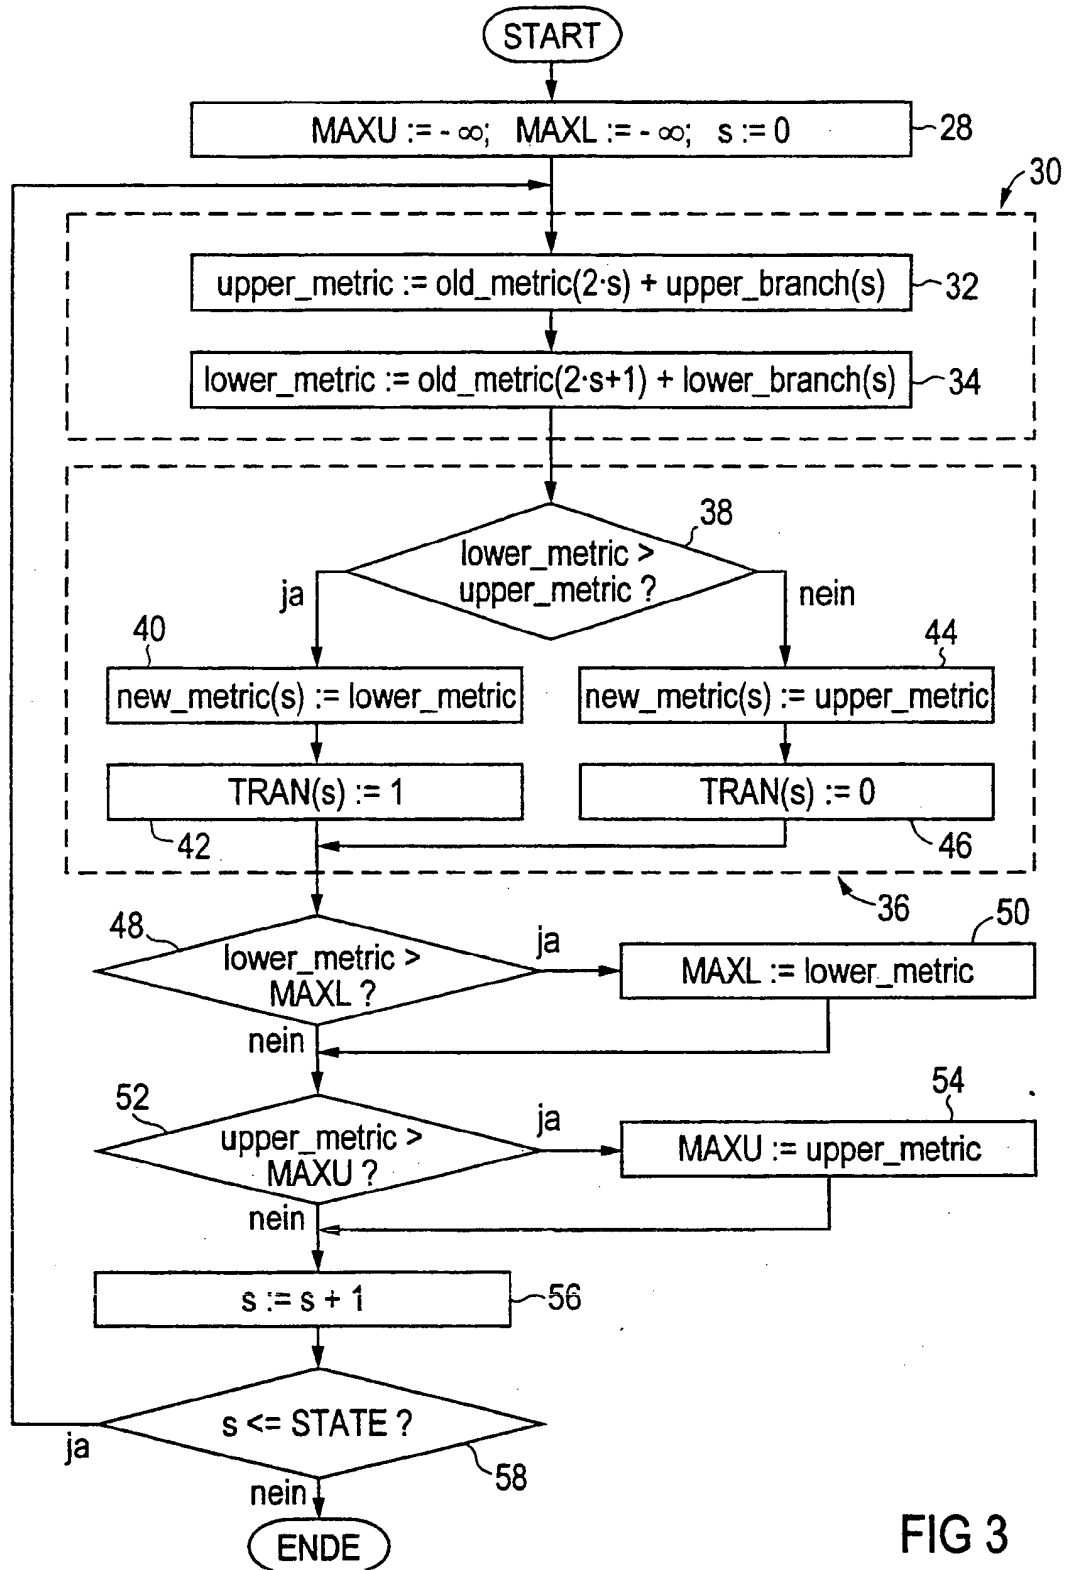 START
MAXU := - ∞; MAXL := - ∞; s := 0
28
30
upper_metric := old_metric(2·s) + upper_branch(s)
32
lower_metric := old_metric(2·s+1) + lower_branch(s)
34
38
lower_metric >
upper_metric ?
ja
nein
40
44
new_metric(s) := lower_metric
new_metric(s) := upper_metric
TRAN(s) := 1
TRAN(s) := 0
42
46
36
48
50
lower_metric >
MAXL ?
ja
MAXL := lower_metric
nein
52
54
upper_metric >
MAXU ?
ja
MAXU := upper_metric
nein
s := s + 1
56
s <= STATE ?
ja
58
nein
ENDE
FIG 3